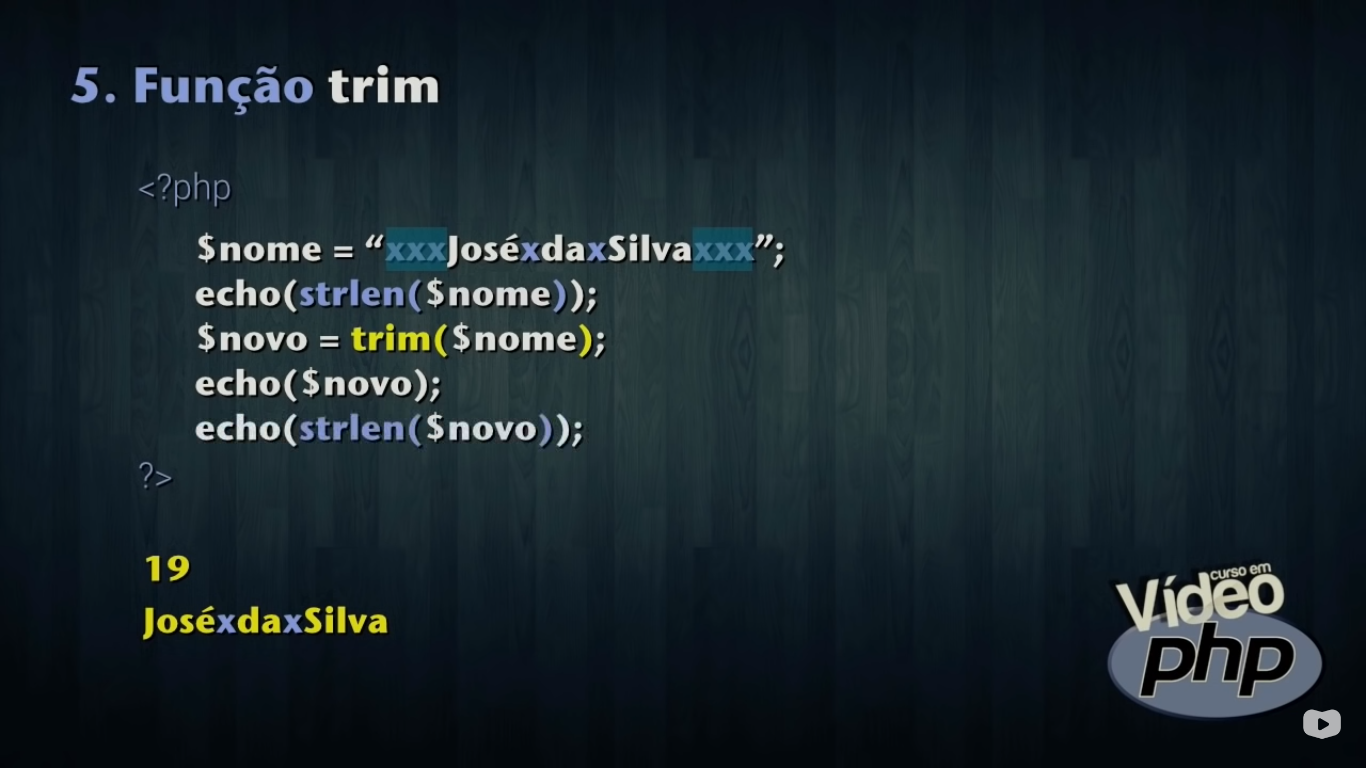 5. Função trim
<?php
$nome = “xxxJoséxdaxSilvaxxx”;
echo(strlen($nome));
$novo = trim($nome);
echo($novo);
echo(strlen($novo));
?>
19
JoséxdaxSilva
curso em
Vídeo
php